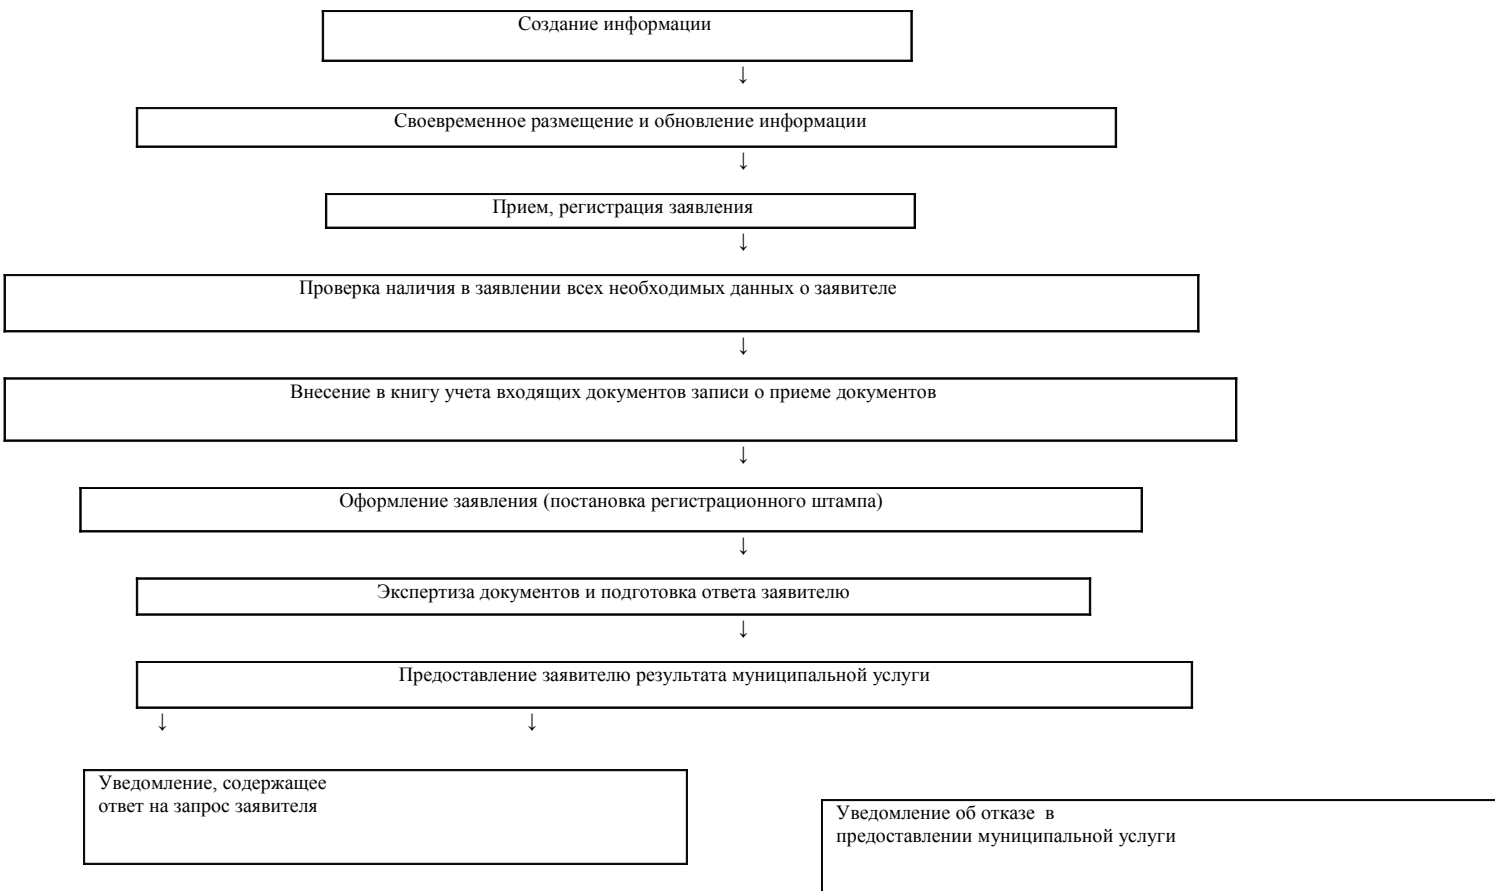 Создание информации
↓
Своевременное размещение и обновление информации
↓
Прием, регистрация заявления
↓
Проверка наличия в заявлении всех необходимых данных о заявителе
↓
Внесение в книгу учета входящих документов записи о приеме документов
↓
Оформление заявления (постановка регистрационного штампа)
↓
Экспертиза документов и подготовка ответа заявителю
↓
Предоставление заявителю результата муниципальной услуги
↓ ↓
Уведомление, содержащее
ответ на запрос заявителя
Уведомление об отказе в
предоставлении муниципальной услуги